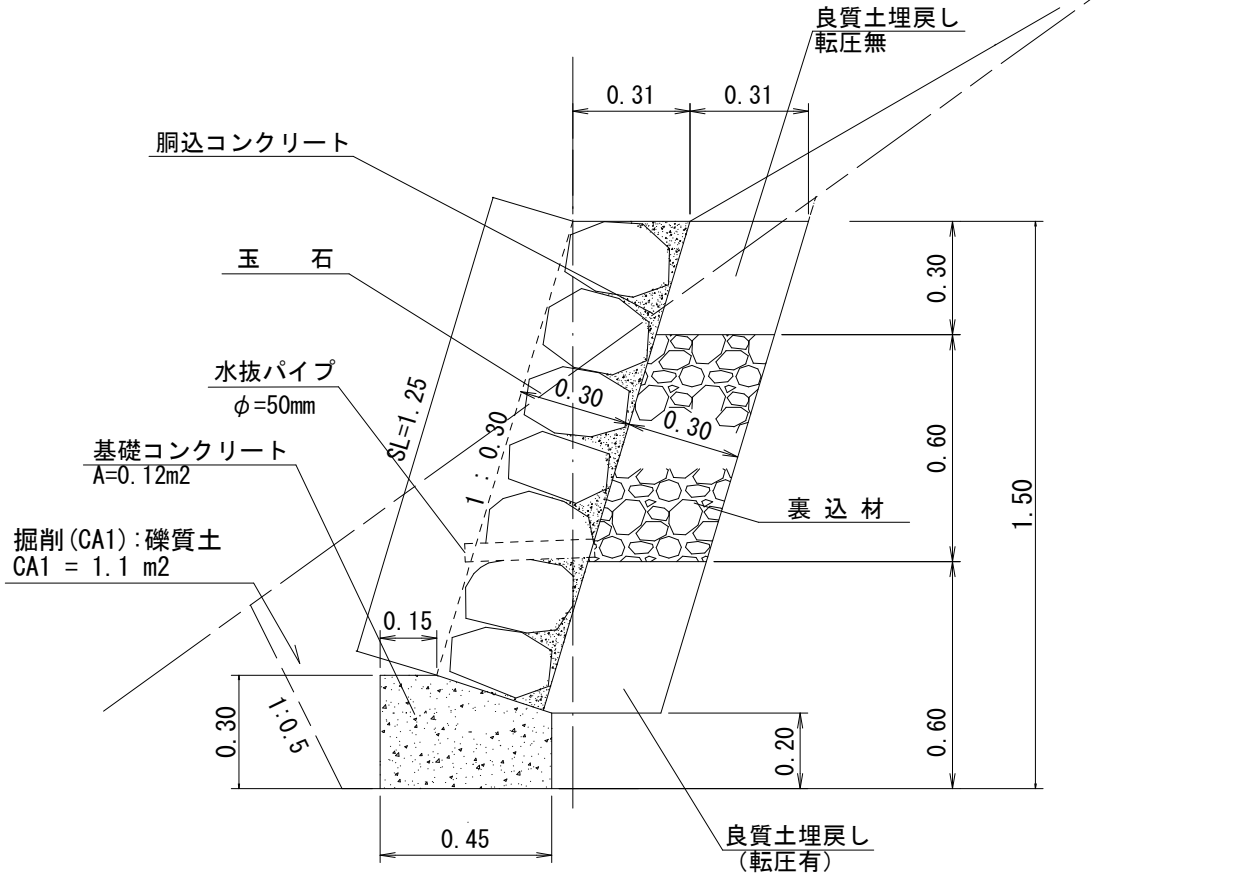 良質土埋戻し
転圧無
0.31
0.31
胴込コンクリート
玉 石
水抜パイプ
φ=50mm
基礎コンクリート
A=0.12m2
掘削(CA1):礫質土
CA1 = 1.1 m2
SL=1.25
1 : 0.30
0.30
0.30
0.30
0.60
1.50
裏 込 材
0.15
0.30
1:0.5
0.20
0.60
0.45
良質土埋戻し
(転圧有)